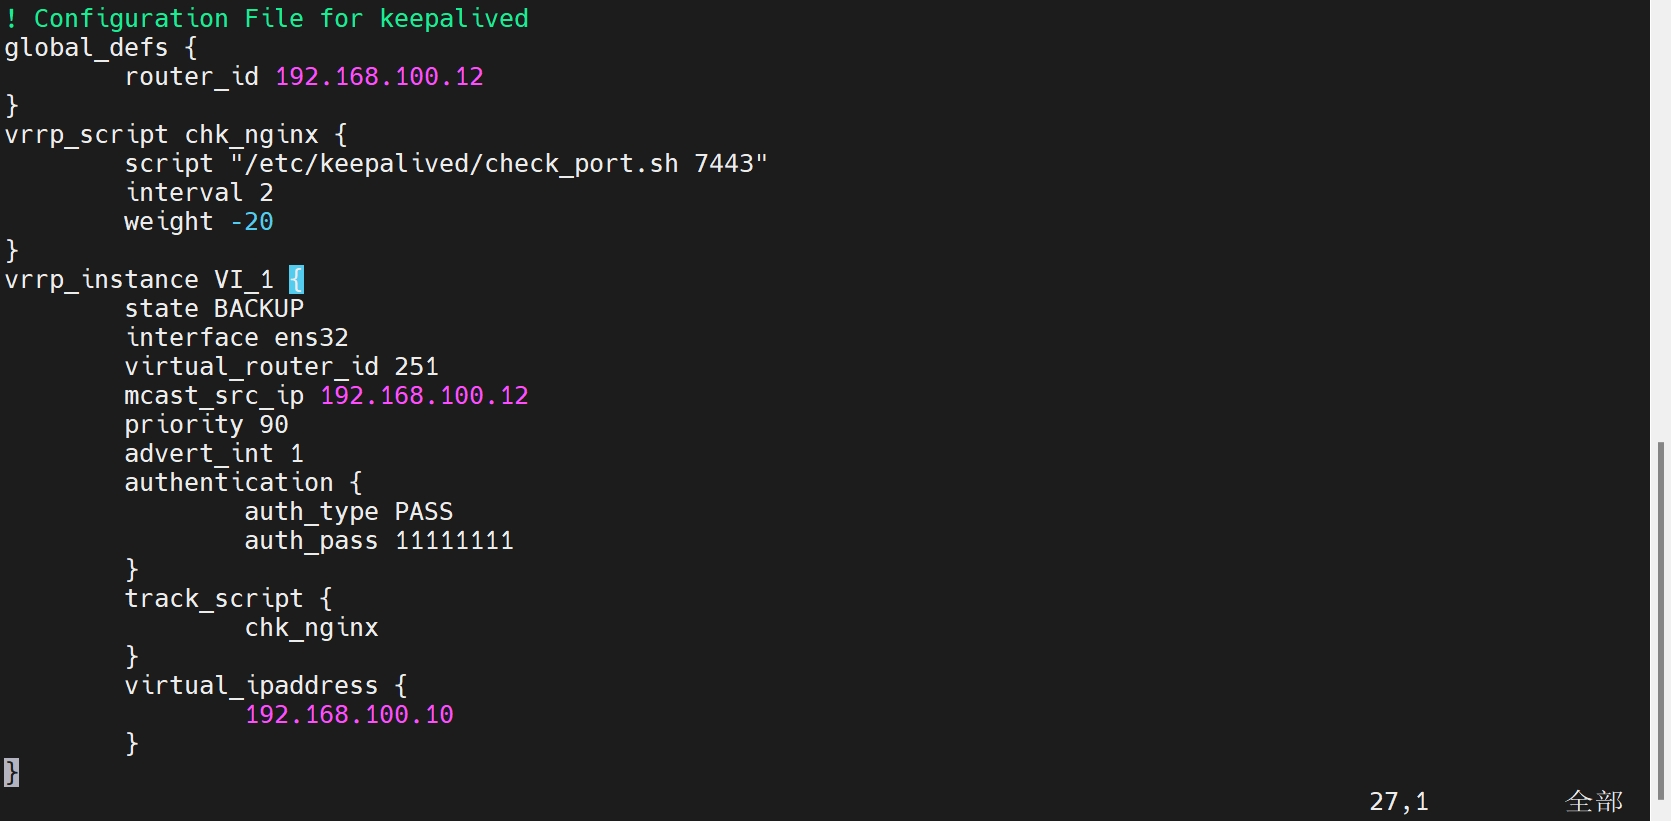 ! Configuration File for keepalived
global_defs {
        router_id 192.168.100.12
}
vrrp_script chk_nginx {
        script "/etc/keepalived/check_port.sh 7443"
        interval 2
        weight -20
}
vrrp_instance VI_1 {
        state BACKUP
        interface ens32
        virtual_router_id 251
        mcast_src_ip 192.168.100.12
        priority 90
        advert_int 1
        authentication {
                auth_type PASS
                auth_pass 11111111
        }
        track_script {
                chk_nginx
        }
        virtual_ipaddress {
                192.168.100.10
        }
}
27,1 全部